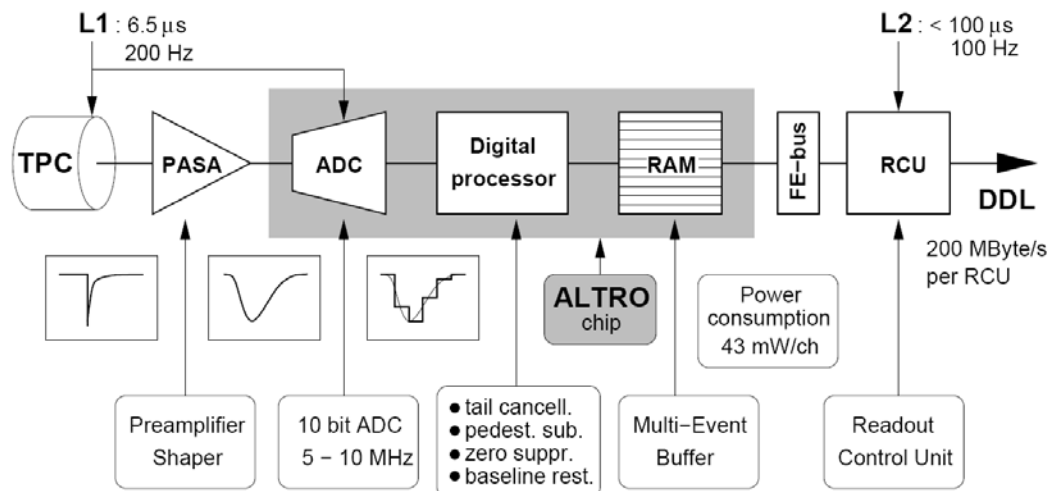 L1 : 6.5 μs
200 Hz
L2 : < 100 μs
100 Hz
TPC
PASA
ADC
Digital
processor
RAM
FE-bus
RCU
DDL
200 MByte/s
per RCU
ALTRO
chip
Power
consumption
43 mW/ch
Preamplifier
Shaper
10 bit ADC
5 − 10 MHz
● tail cancell.
● pedest. sub.
● zero suppr.
● baseline rest.
Multi−Event
Buffer
Readout
Control Unit